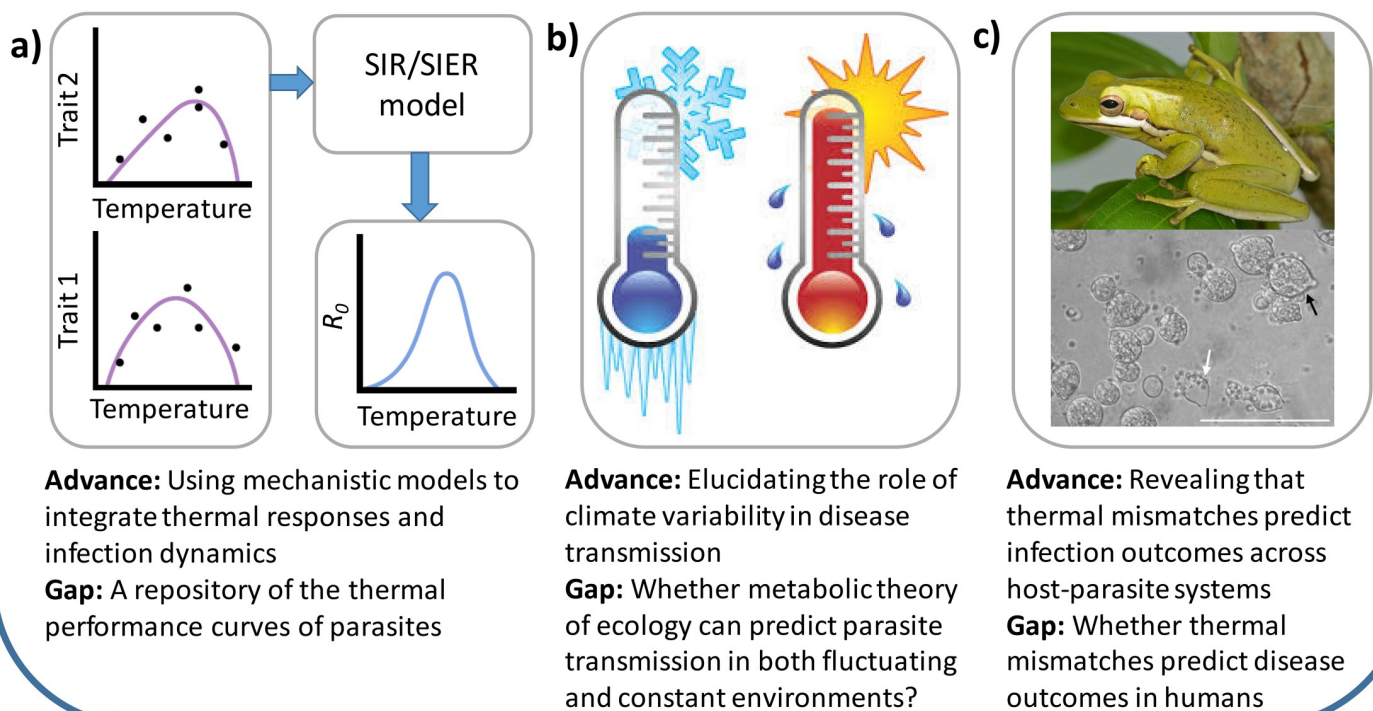 a)
Trait 2
Temperature
Trait 1
Temperature
SIR/SIER
model
R0
Temperature
Advance: Using mechanistic models to
integrate thermal responses and
infection dynamics
Gap: A repository of the thermal
performance curves of parasites
b)
Advance: Elucidating the role of
climate variability in disease
transmission
Gap: Whether metabolic theory
of ecology can predict parasite
transmission in both fluctuating
and constant environments?
c)
Advance: Revealing that
thermal mismatches predict
infection outcomes across
host-parasite systems
Gap: Whether thermal
mismatches predict disease
outcomes in humans